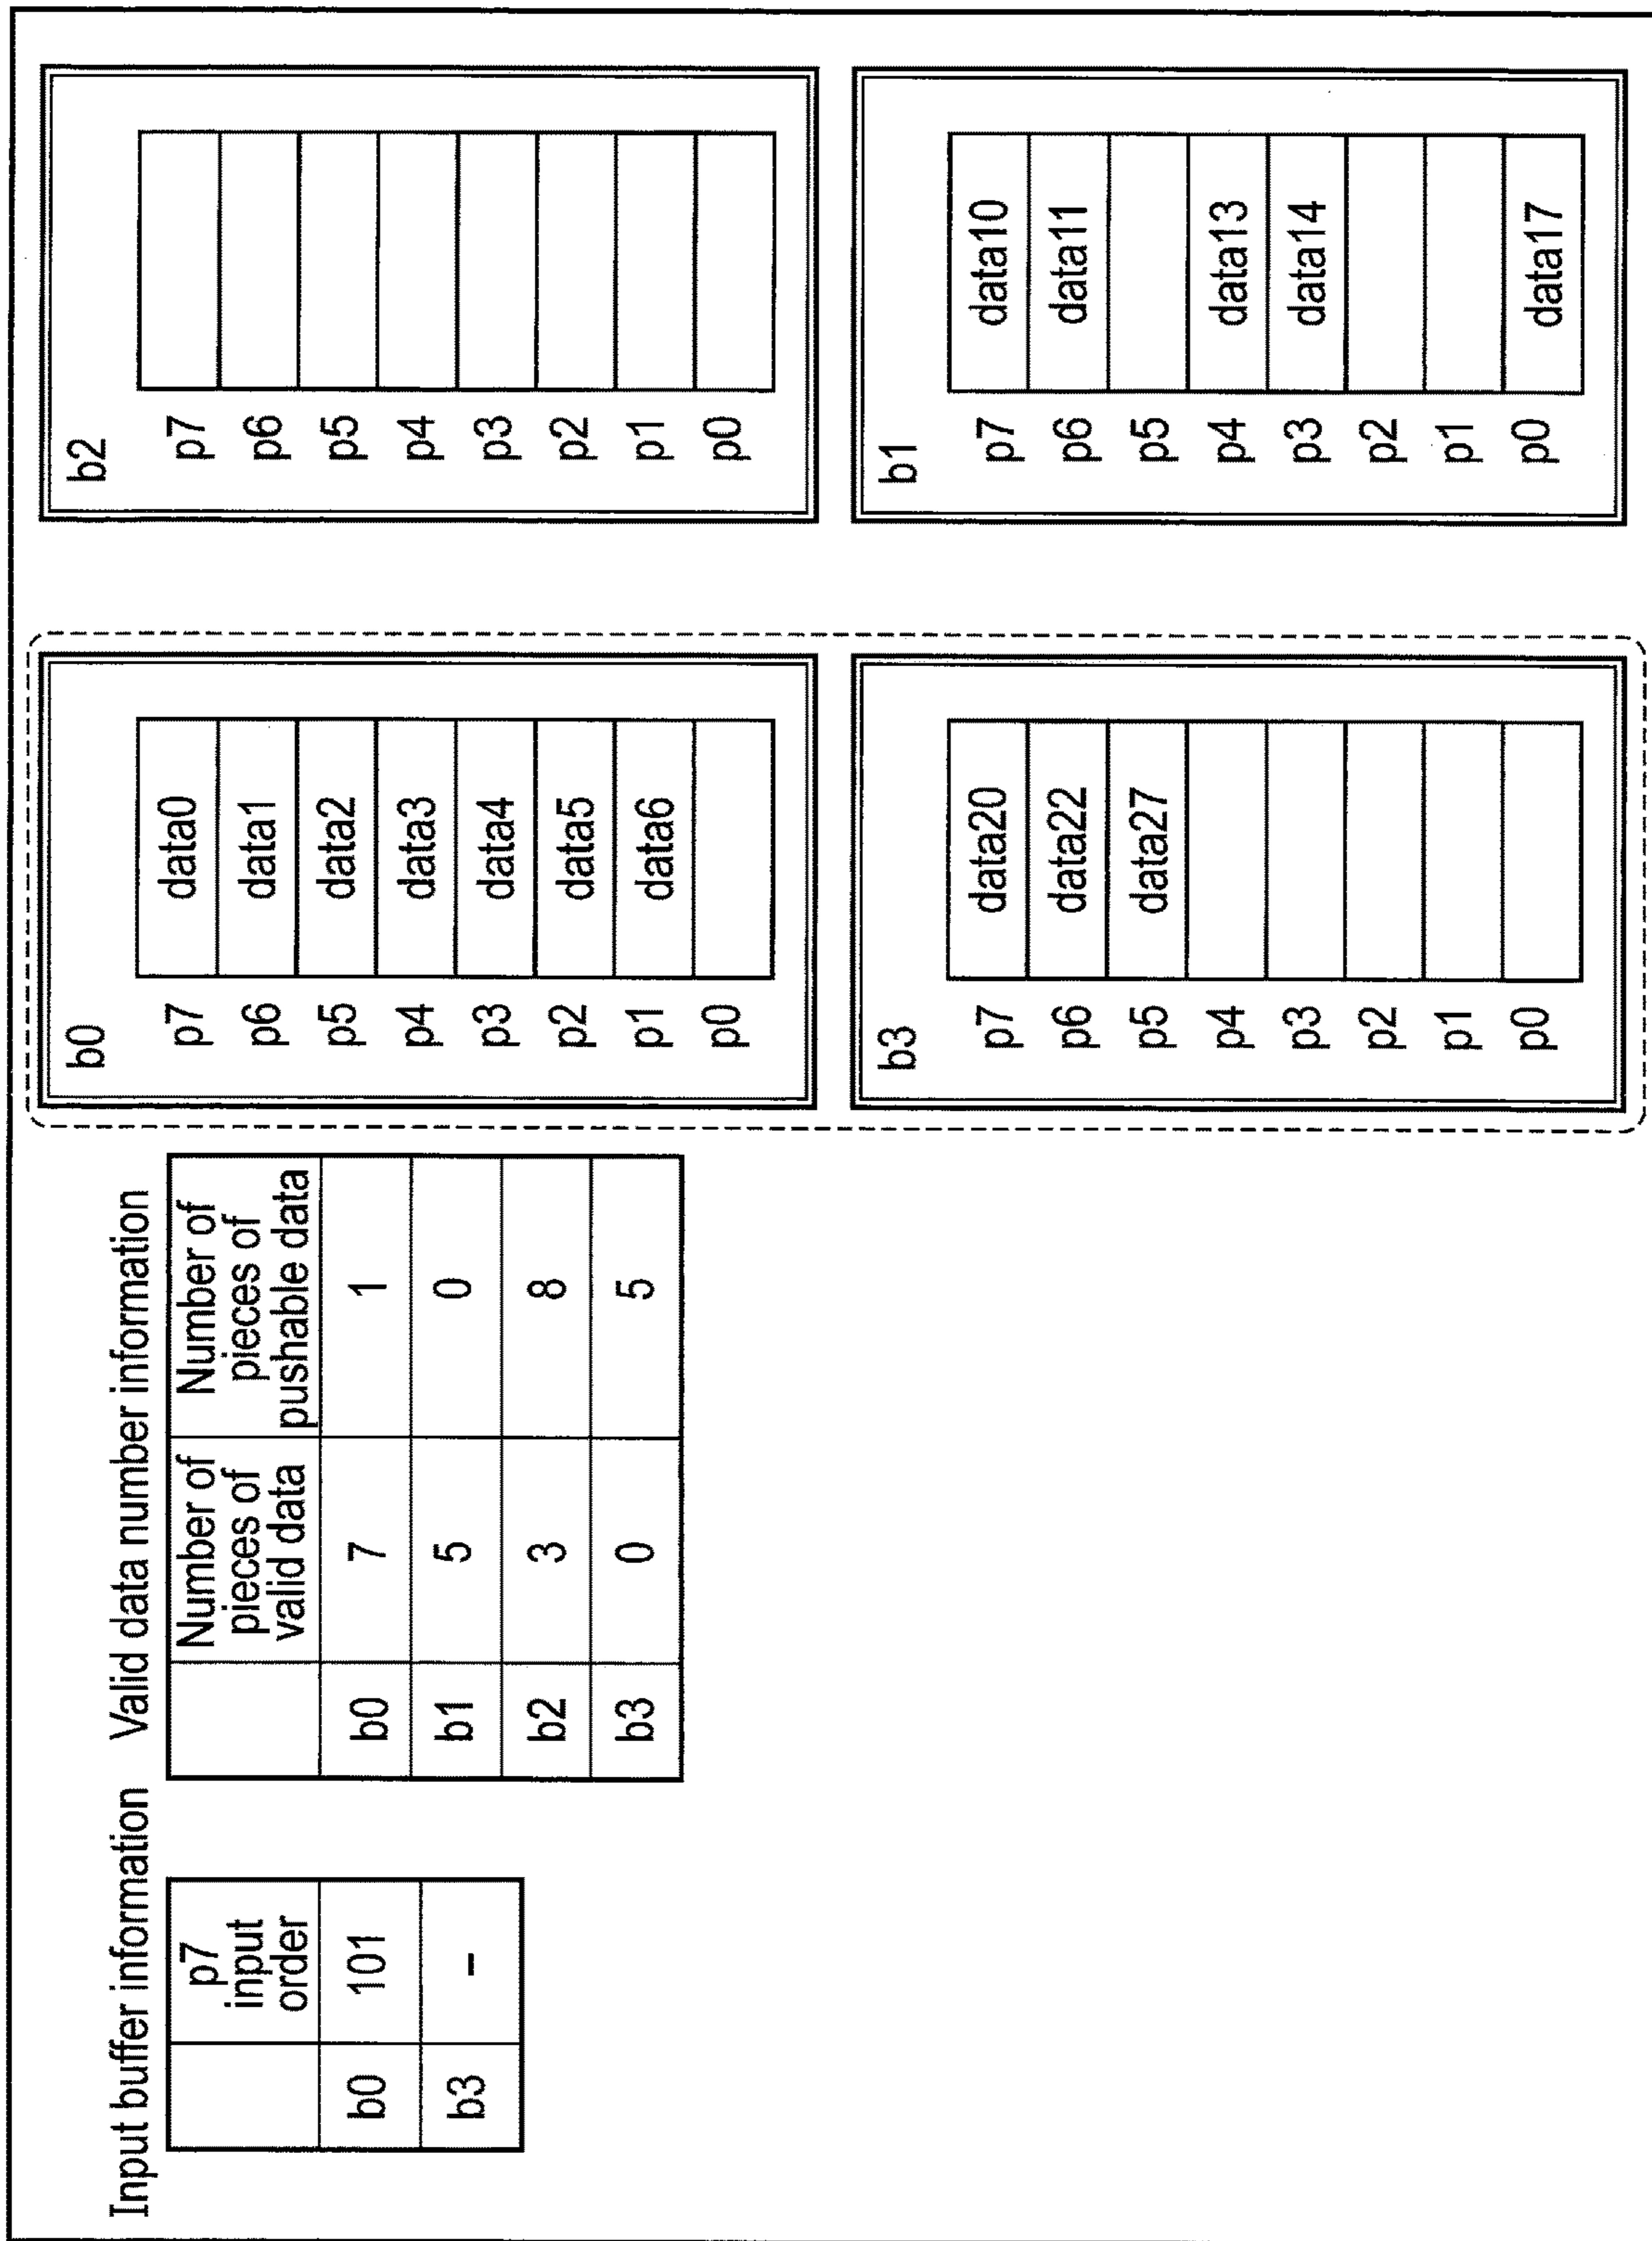 Input buffer information
p7
input
order
b0 101
b3 –
Valid data number information
Number of
pieces of
valid data
Number of
pieces of
pushable data
b0 7 1
b1 5 0
b2 3 8
b3 0 5
b0
p7 data0
p6 data1
p5 data2
p4 data3
p3 data4
p2 data5
p1 data6
p0
b2
p7
p6
p5
p4
p3
p2
p1
p0
b3
p7 data20
p6 data22
p5 data27
p4
p3
p2
p1
p0
b1
p7 data10
p6 data11
p5
p4 data13
p3 data14
p2
p1
p0 data17